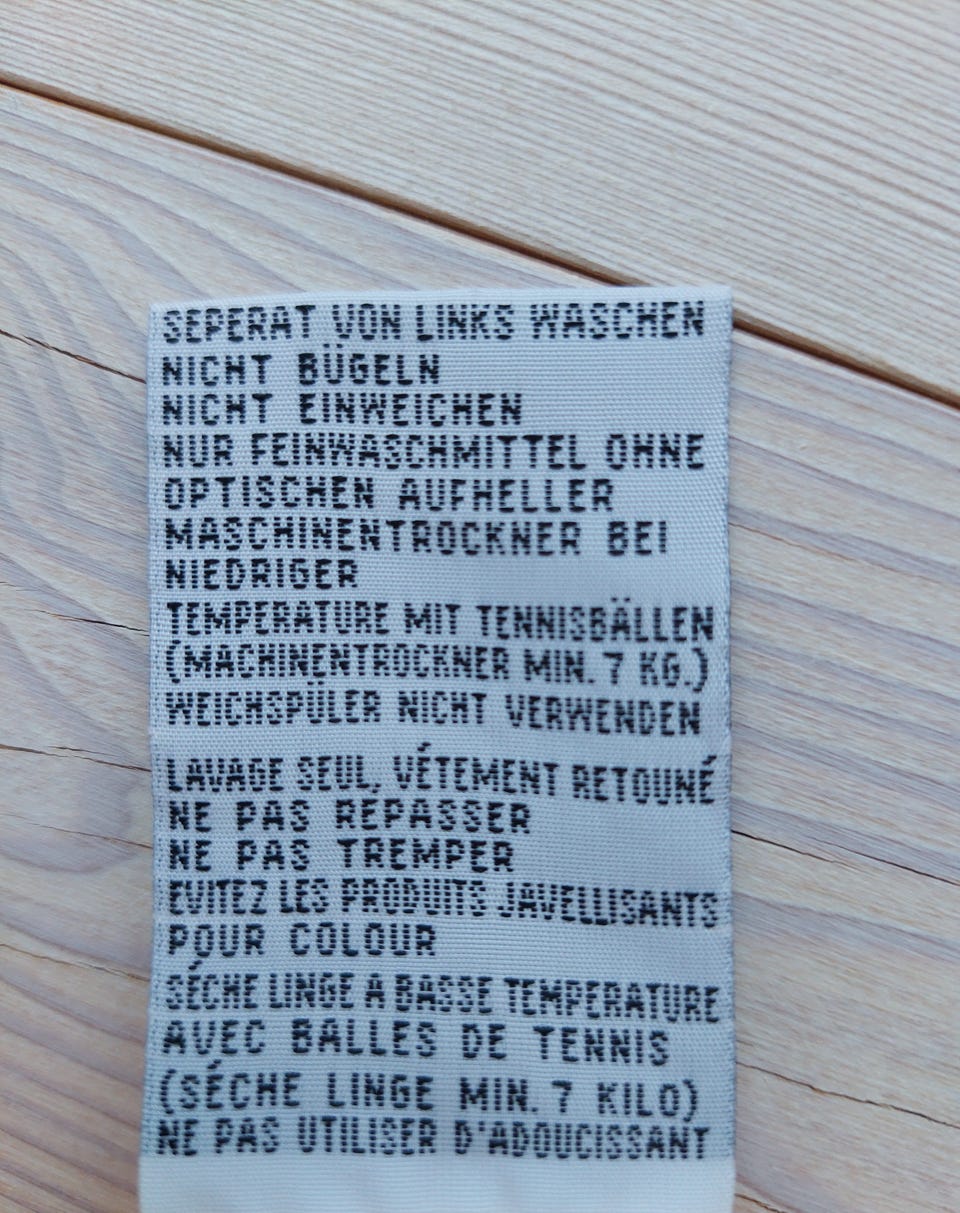 SEPERAT VON LINKS WASCHEN
NICHT BÜGELN
NICHT EINWEICHEN
NUR FEINWASCHMITTEL OHNE
OPTISCHEN AUFHELLER
MASCHINENTROCKNER BEI
NIEDRIGER
TEMPERATURE MIT TENNISBÄLLEN
(MACHINENTROCKNER MIN. 7 KG.)
WEICHSPÜLER NICHT VERWENDEN
LAVAGE SEUL, VÉTEMENT RETOUNÉ
NE PAS REPASSER
NE PAS TREMPER
EVITEZ LES PRODUITS JAVELLISANTS
POUR COLOUR
SÉCHE LINGE A BASSE TEMPERATURE
AVEC BALLES DE TENNIS
(SÉCHE LINGE MIN. 7 KILO)
NE PAS UTILISER D'ADOUCISSANT